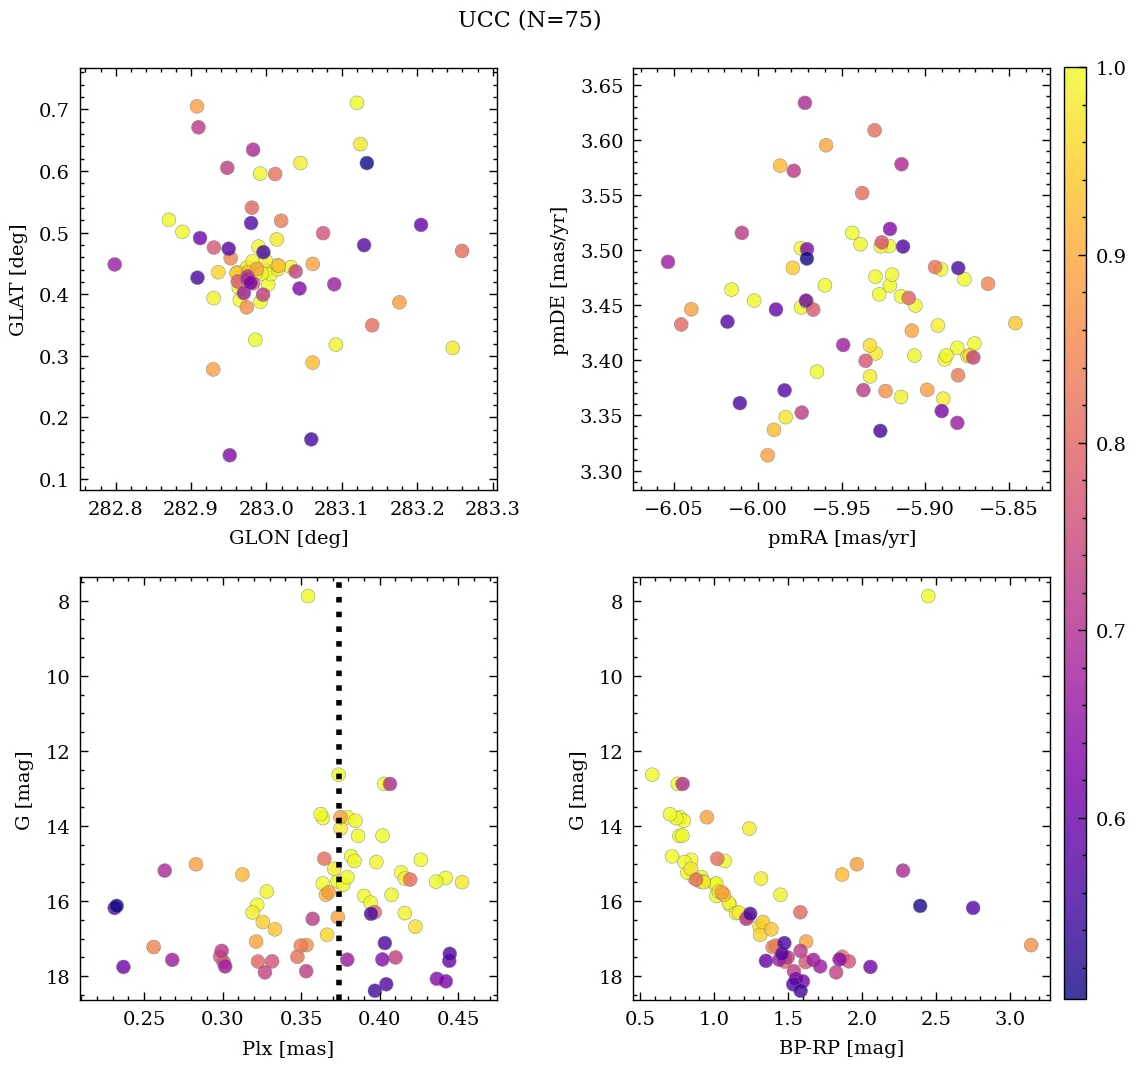 UCC (N=75)
0.7
0.6
0.5
0.4
0.3
0.2
0.1
GLAT [deg]
282.8 282.9 283.0 283.1 283.2 283.3
GLON [deg]
3.65
3.60
3.55
3.50
3.45
3.40
3.35
3.30
pmDE [mas/yr]
−6.05 −6.00 −5.95 −5.90 −5.85
pmRA [mas/yr]
1.0
0.9
0.8
0.7
0.6
8
10
12
14
16
18
G [mag]
0.25 0.30 0.35 0.40 0.45
Plx [mas]
8
10
12
14
16
18
G [mag]
0.5 1.0 1.5 2.0 2.5 3.0
BP-RP [mag]